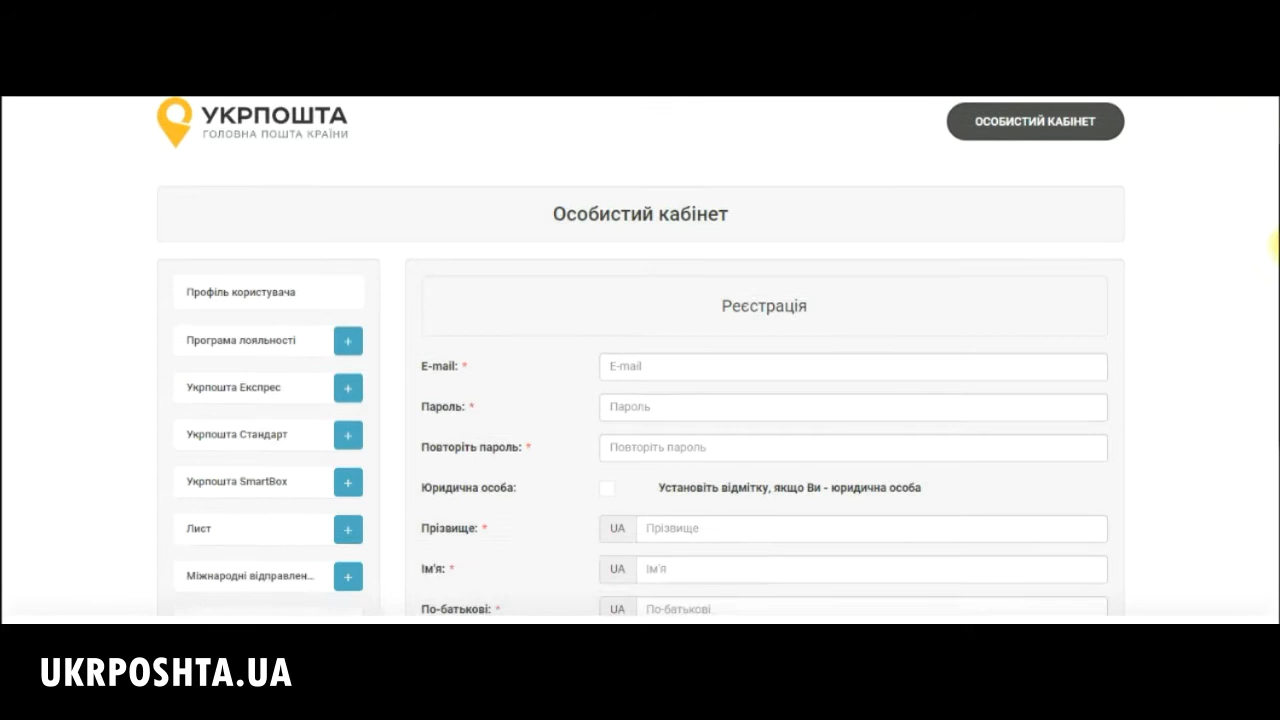 УКРПОШТА
ГОЛОВНА ПОШТА КРАЇНИ
ОСОБИСТИЙ КАБІНЕТ
Особистий кабінет
Профіль користувача
Програма лояльності +
Укрпошта Експрес +
Укрпошта Стандарт +
Укрпошта SmartBox +
Лист +
Міжнародні відправлен... +
Реєстрація
E-mail: * E-mail
Пароль: * Пароль
Повторіть пароль: * Повторіть пароль
Юридична особа: Установіть відмітку, якщо Ви - юридична особа
Прізвище: * UA Прізвище
Ім'я: * UA Ім'я
По-батькові: * UA По-батькові
UKRPOSHTA.UA